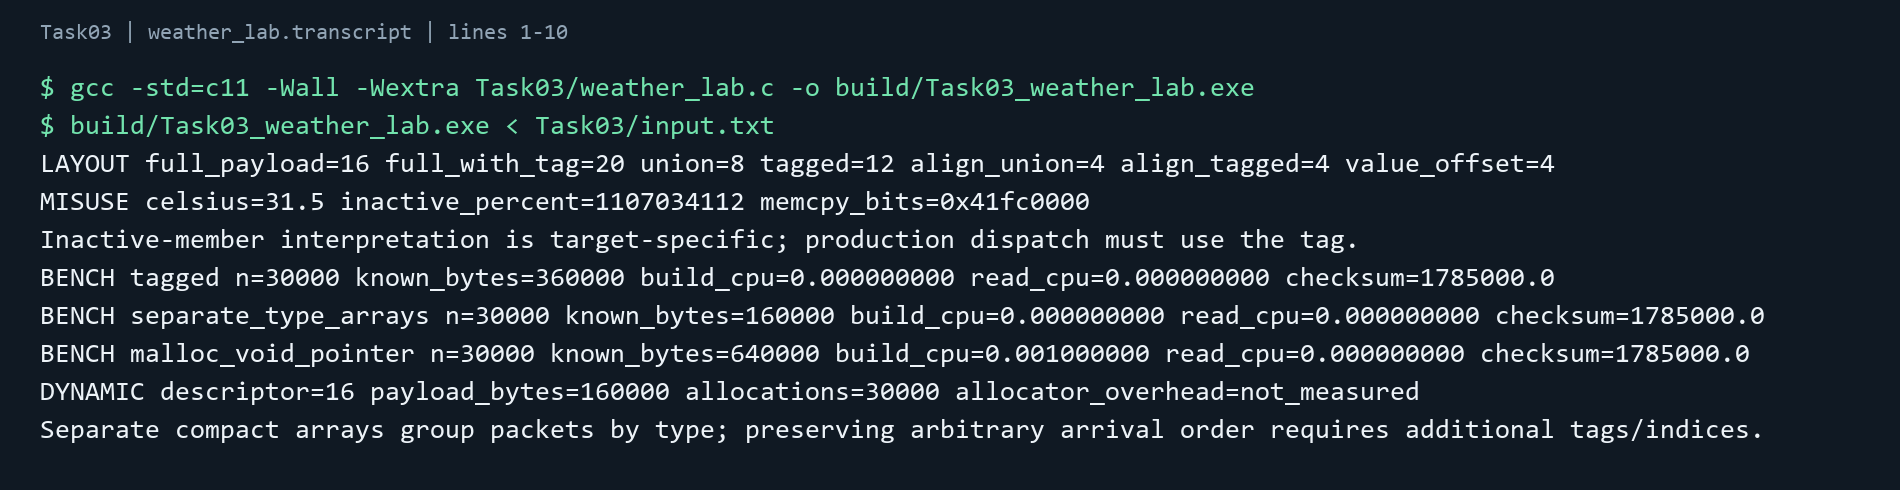 Task03 | weather_lab.transcript | lines 1-10
$ gcc -std=c11 -Wall -Wextra Task03/weather_lab.c -o build/Task03_weather_lab.exe
$ build/Task03_weather_lab.exe < Task03/input.txt
LAYOUT full_payload=16 full_with_tag=20 union=8 tagged=12 align_union=4 align_tagged=4 value_offset=4
MISUSE celsius=31.5 inactive_percent=1107034112 memcpy_bits=0x41fc0000
Inactive-member interpretation is target-specific; production dispatch must use the tag.
BENCH tagged n=30000 known_bytes=360000 build_cpu=0.000000000 read_cpu=0.000000000 checksum=1785000.0
BENCH separate_type_arrays n=30000 known_bytes=160000 build_cpu=0.000000000 read_cpu=0.000000000 checksum=1785000.0
BENCH malloc_void_pointer n=30000 known_bytes=640000 build_cpu=0.001000000 read_cpu=0.000000000 checksum=1785000.0
DYNAMIC descriptor=16 payload_bytes=160000 allocations=30000 allocator_overhead=not_measured
Separate compact arrays group packets by type; preserving arbitrary arrival order requires additional tags/indices.